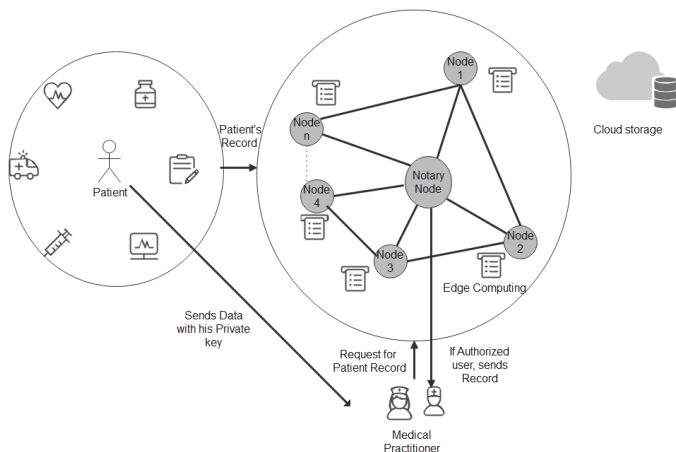 Node
1
Cloud storage
Patient's
Record
Node
n
Patient
Notary
Node
Node
4
Node
2
Node
3
Edge Computing
Sends Data
with his Private
key
Request for
Patient Record
If Authorized
user, sends
Record
Medical
Practitioner